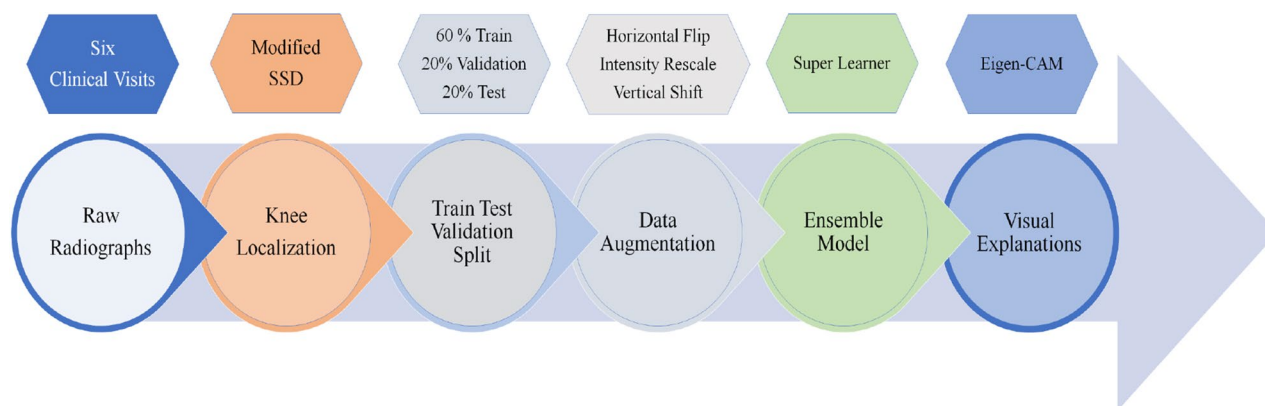 Six
Clinical Visits
Modified
SSD
60 % Train
20% Validation
20% Test
Horizontal Flip
Intensity Rescale
Vertical Shift
Super Learner
Eigen-CAM
Raw
Radiographs
Knee
Localization
Train Test
Validation
Split
Data
Augmentation
Ensemble
Model
Visual
Explanations